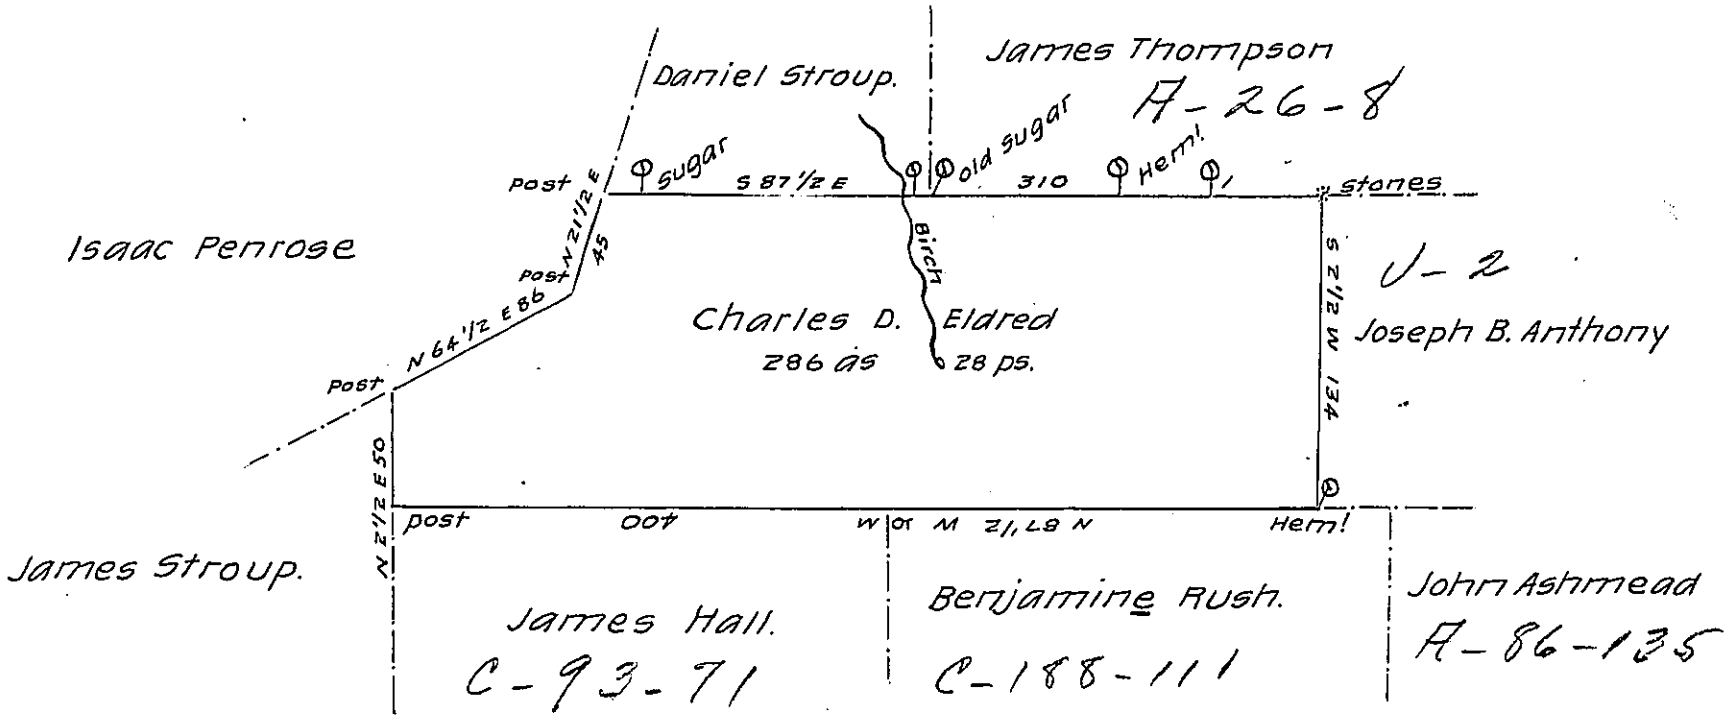 James Thompson
Daniel Stroup.
A-26-8
Post
sugar
S 87 1/2 E
old sugar
310
Hem!
1
stones
Isaac Penrose
N 21 1/2 E
45
Post
Birch
S 2 1/2 W 134
J-2
Joseph B. Anthony
N 64 1/2 E 86
Charles D. Eldred
286 as 28 ps.
Post
N 2 1/2 E 50
post
400
N 87 1/2 W
Hem!
James Stroup.
James Hall.
C-93-71
Benjamine Rush.
C-188-111
John Ashmead
A-86-135